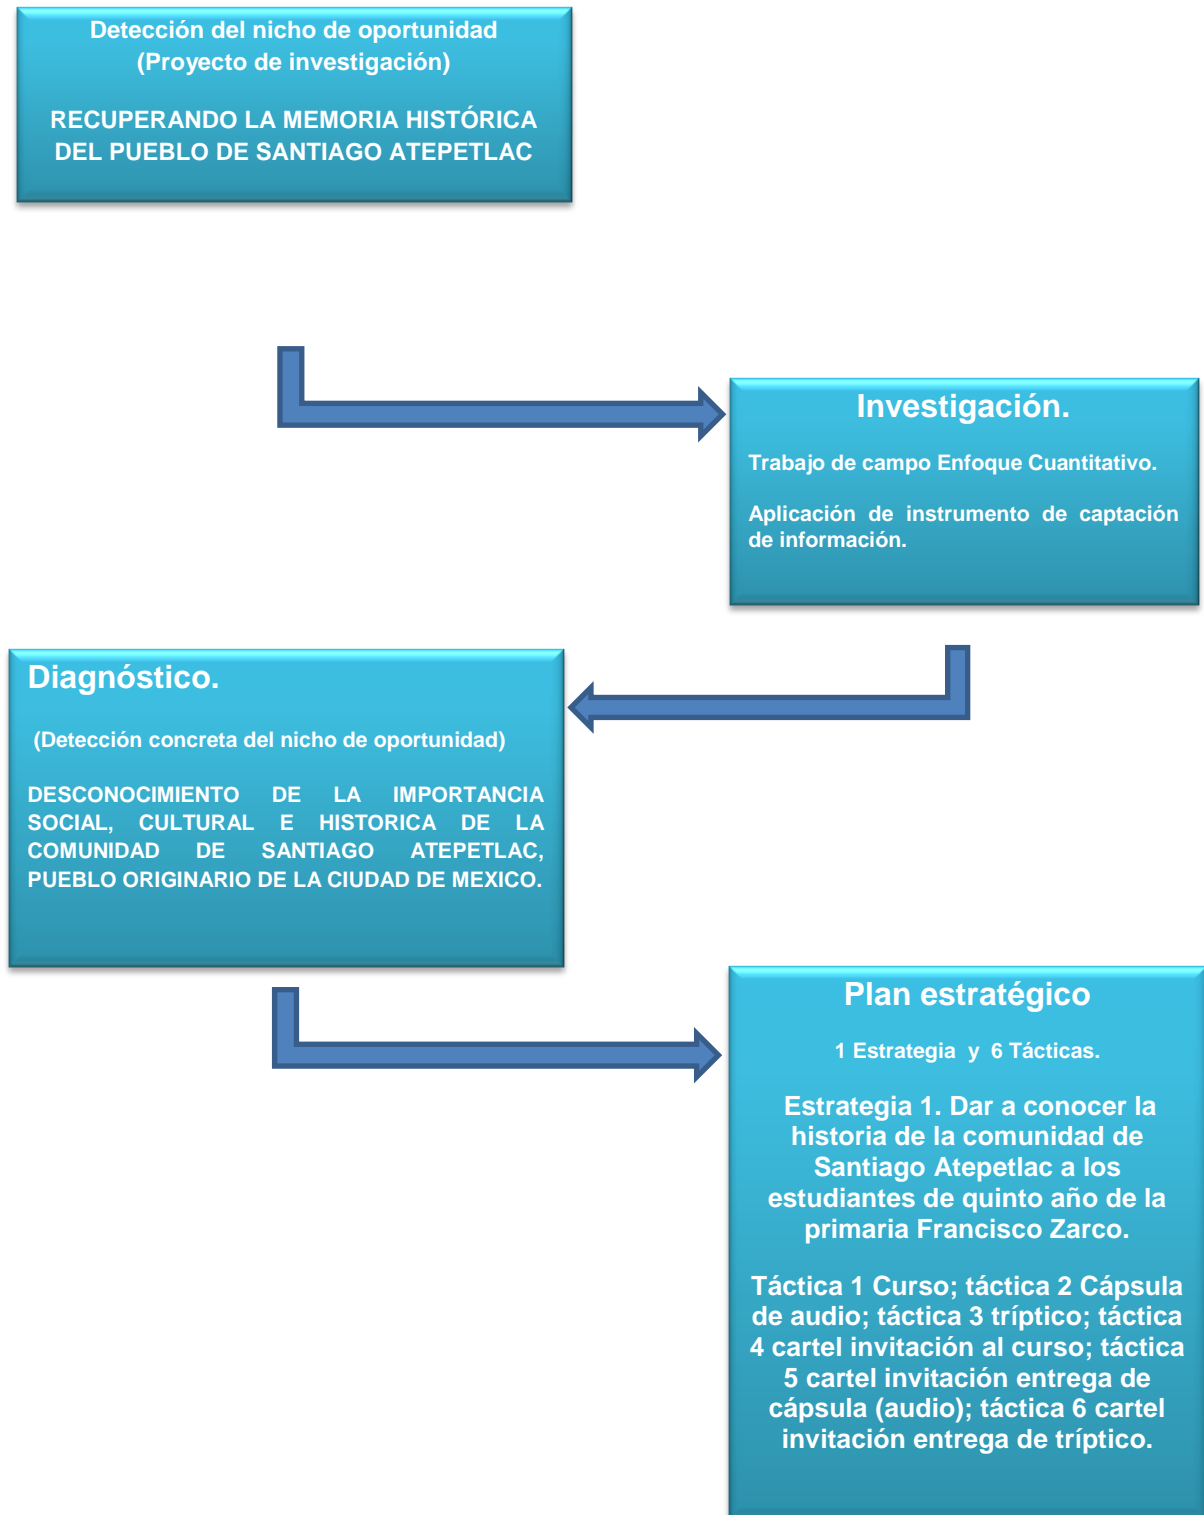 Detección del nicho de oportunidad
(Proyecto de investigación)
RECUPERANDO LA MEMORIA HISTÓRICA
DEL PUEBLO DE SANTIAGO ATEPETLAC
Investigación.
Trabajo de campo Enfoque Cuantitativo.
Aplicación de instrumento de captación
de información.
Diagnóstico.
(Detección concreta del nicho de oportunidad)
DESCONOCIMIENTO DE LA IMPORTANCIA
SOCIAL, CULTURAL E HISTORICA DE LA
COMUNIDAD DE SANTIAGO ATEPETLAC,
PUEBLO ORIGINARIO DE LA CIUDAD DE MEXICO.
Plan estratégico
1 Estrategia y 6 Tácticas.
Estrategia 1. Dar a conocer la
historia de la comunidad de
Santiago Atepetlac a los
estudiantes de quinto año de la
primaria Francisco Zarco.
Táctica 1 Curso; táctica 2 Cápsula
de audio; táctica 3 tríptico; táctica
4 cartel invitación al curso; táctica
5 cartel invitación entrega de
cápsula (audio); táctica 6 cartel
invitación entrega de tríptico.